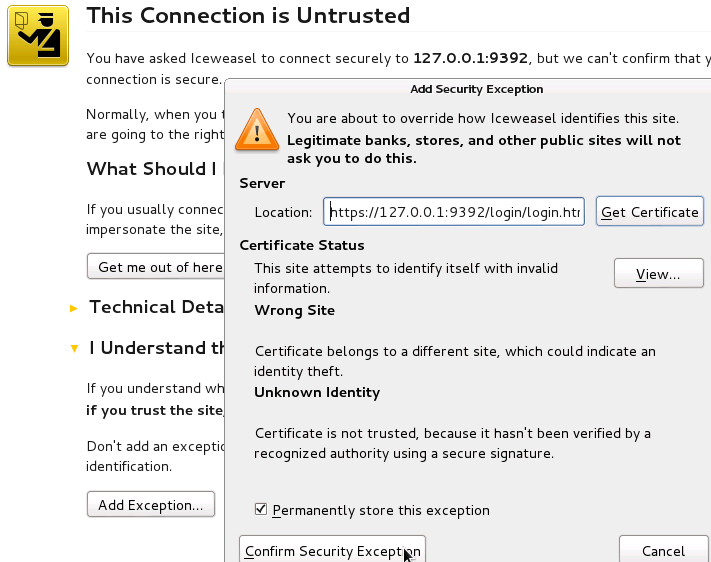 This Connection is Untrusted
You have asked Iceweasel to connect securely to 127.0.0.1:9392, but we can't confirm that y
connection is secure.
Normally, when you t
are going to the right
What Should I
If you usually connec
impersonate the site,
Get me out of here
Technical Deta
I Understand th
If you understand wh
if you trust the site,
Don't add an exceptio
identification.
Add Exception...
Add Security Exception
You are about to override how Iceweasel identifies this site.
Legitimate banks, stores, and other public sites will not
ask you to do this.
Server
Location: https://127.0.0.1:9392/login/login.htr Get Certificate
Certificate Status
This site attempts to identify itself with invalid
information.
View...
Wrong Site
Certificate belongs to a different site, which could indicate an
identity theft.
Unknown Identity
Certificate is not trusted, because it hasn't been verified by a
recognized authority using a secure signature.
Permanently store this exception
Confirm Security Exception Cancel